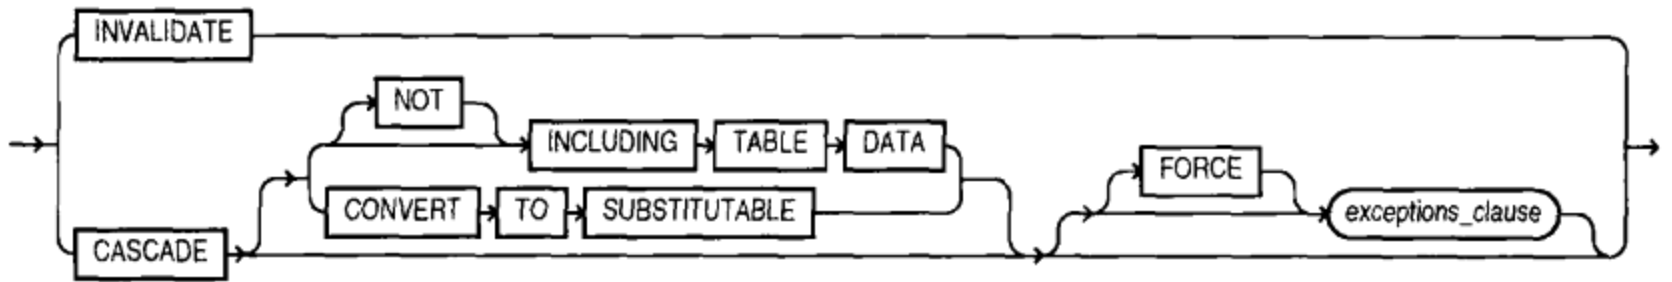 INVALIDATE
NOT
INCLUDING TABLE DATA
FORCE
CONVERT TO SUBSTITUTABLE
exceptions_clause
CASCADE